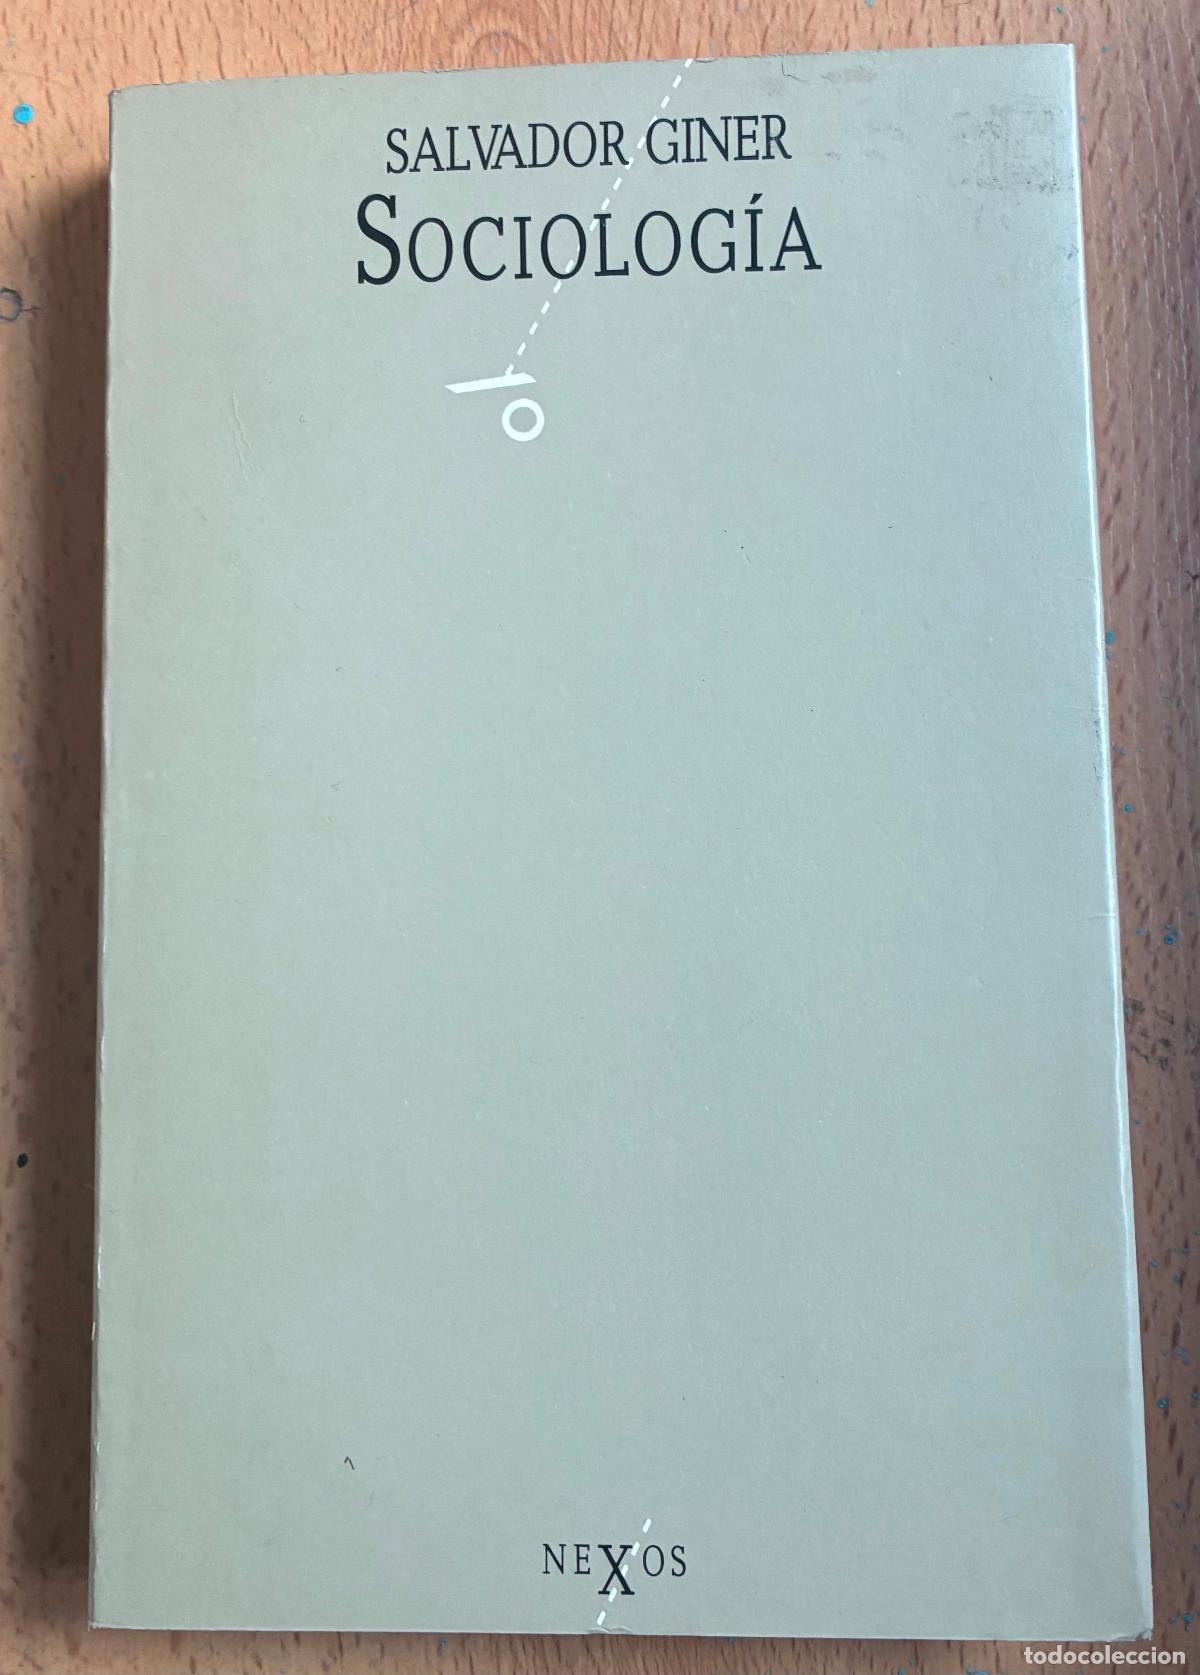 SALVADOR GINER
SOCIOLOGÍA
NEXOS
todocoleccion